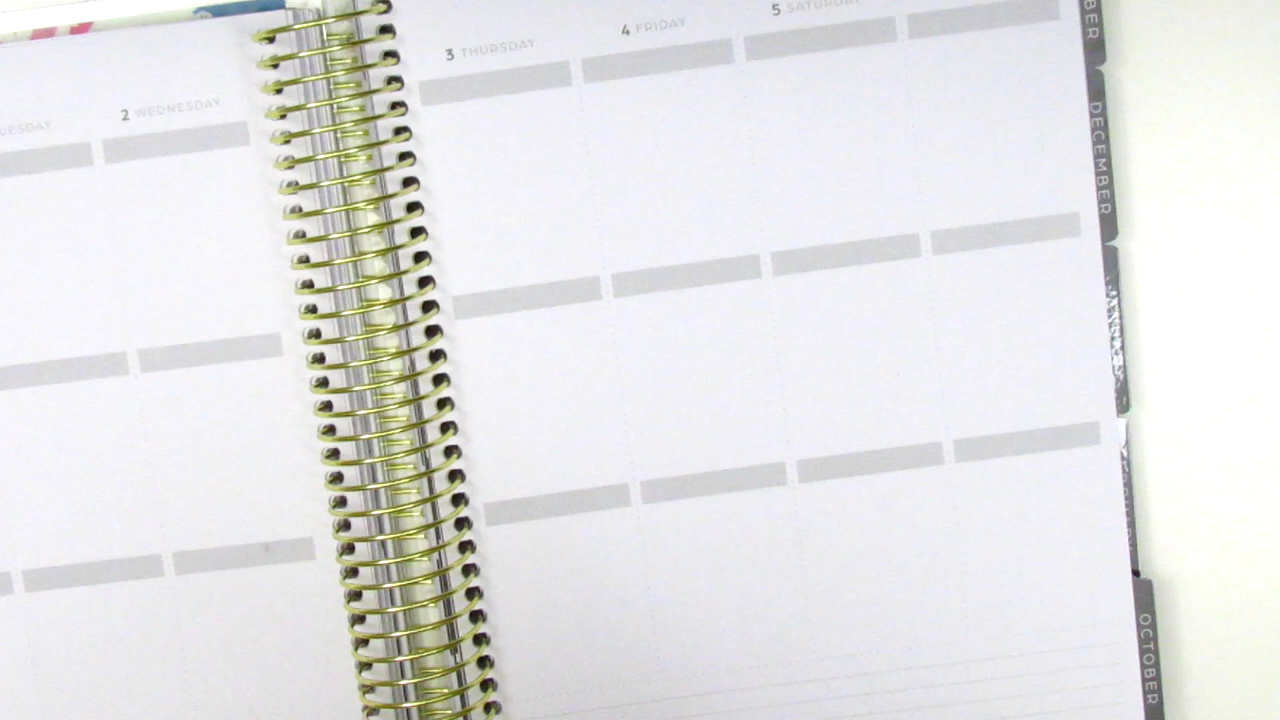 UESDAY
2 WEDNESDAY
3 THURSDAY
4 FRIDAY
5 SATURDAY
BER
DECEMBER
OCTOBER